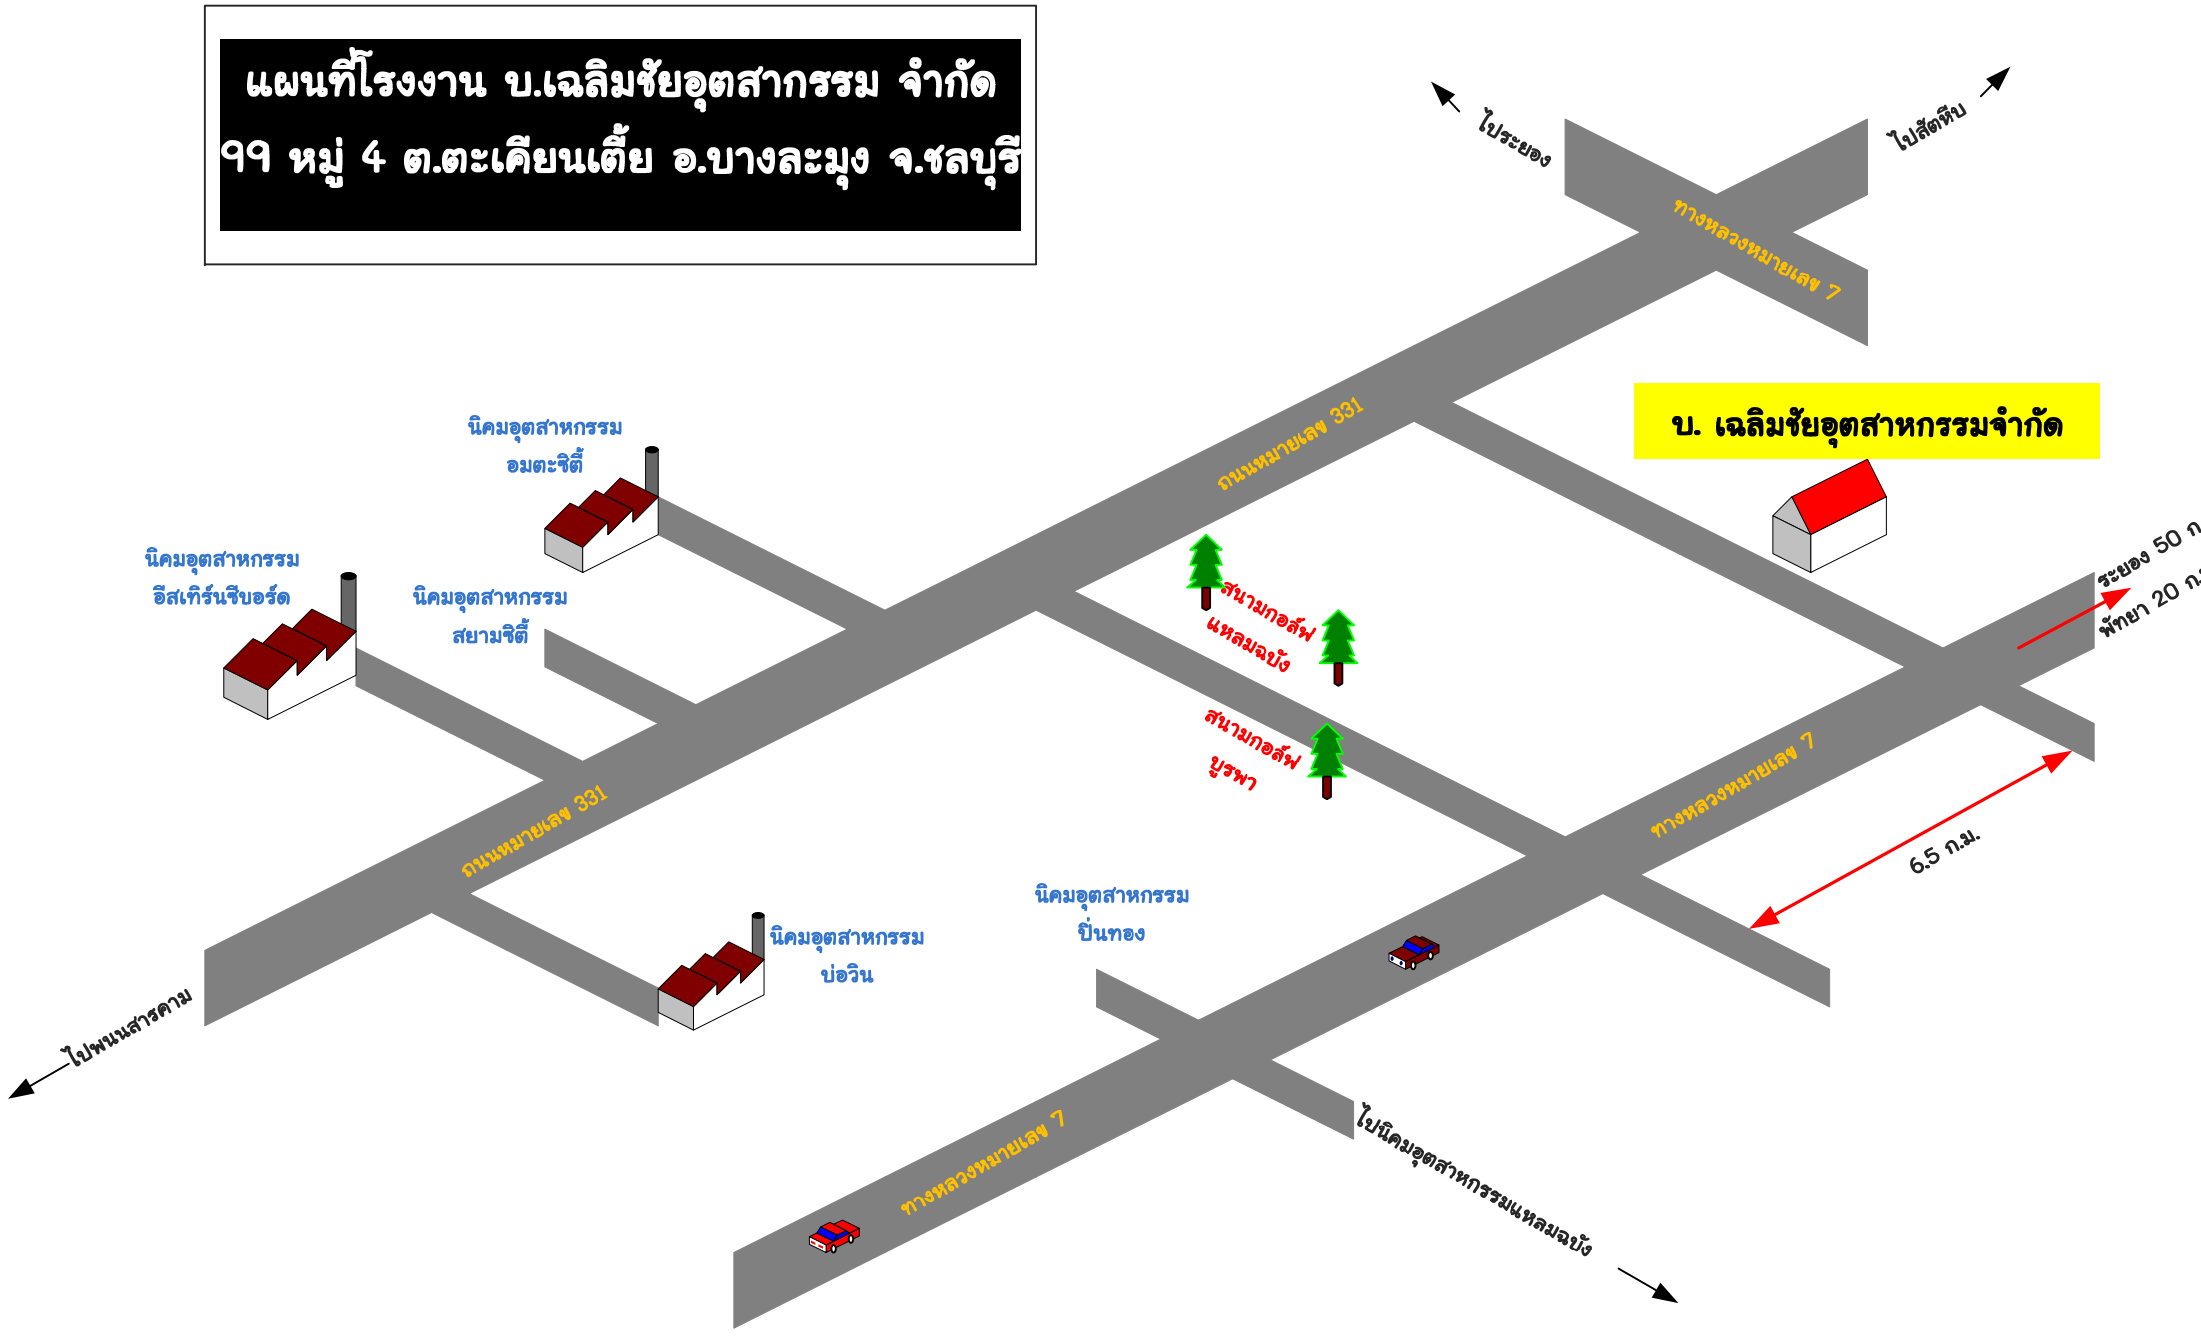 แผนที่โรงงาน บ.เฉลิมชัยอุตสากรรม จำกัด
99 หมู่ 4 ต.ตะเคียนเตี้ย อ.บางละมุง จ.ชลบุรี
ไประยอง
ไปสัตหีบ
ทางหลวงหมายเลข 7
บ. เฉลิมชัยอุตสาหกรรมจำกัด
ถนนหมายเลข 331
นิคมอุตสาหกรรม
อมตะซิตี้
นิคมอุตสาหกรรม
อีสเทิร์นซีบอร์ด
นิคมอุตสาหกรรม
สยามซิตี้
ระยอง 50 ก
พัทยา 20 ก.
สนามกอล์ฟ
แหลมฉบัง
สนามกอล์ฟ
บูรพา
ทางหลวงหมายเลข 7
6.5 ก.ม.
ถนนหมายเลข 331
นิคมอุตสาหกรรม
ปิ่นทอง
นิคมอุตสาหกรรม
บ่อวิน
ไปพนนสารคาม
ทางหลวงหมายเลข 7
ไปนิคมอุตสาหกรรมแหลมฉบัง